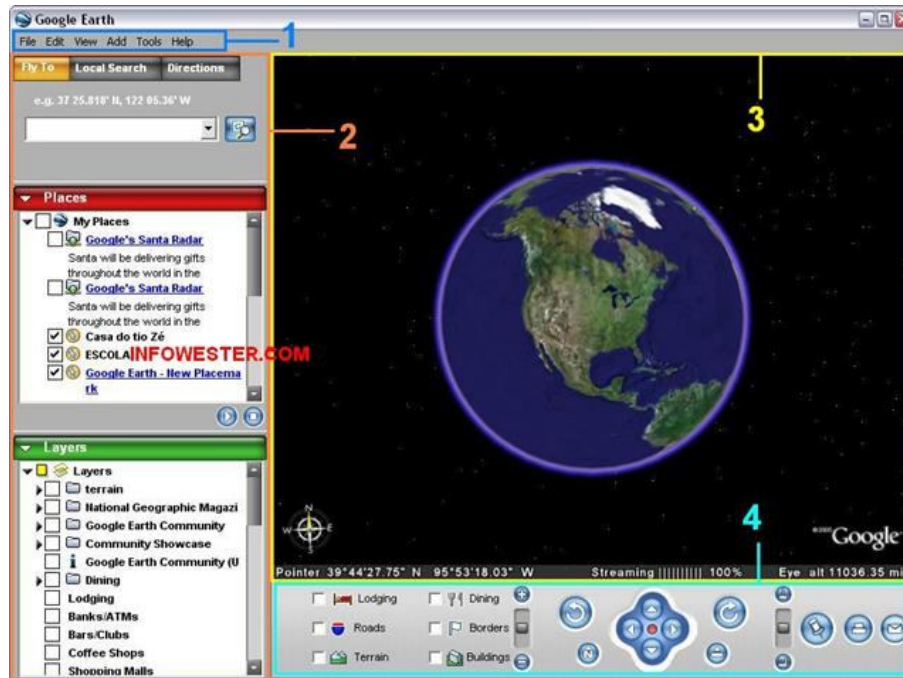 Google Earth
File Edit View Add Tools Help
1
Fly To Local Search Directions
e.g. 37 25.818' N, 122 05.36' W
2
3
Places
My Places
Google's Santa Radar
Santa will be delivering gifts
throughout the world in the
Google's Santa Radar
Santa will be delivering gifts
throughout the world in the
Casa do tio Zé
ESCOLA
INFOWESTER.COM
Google Earth - New Placema
rk
Layers
Layers
terrain
National Geographic Magazi
Google Earth Community
Community Showcase
Google Earth Community (U
Dining
Lodging
Banks/ATMs
Bars/Clubs
Coffee Shops
Shopping Malls
N
W E
S
4
©2005 Google
Pointer 39°44'27.75" N 95°53'18.03" W Streaming |||||||||| 100% Eye alt 11036.35 mi
Lodging Dining
Roads Borders
Terrain Buildings
N